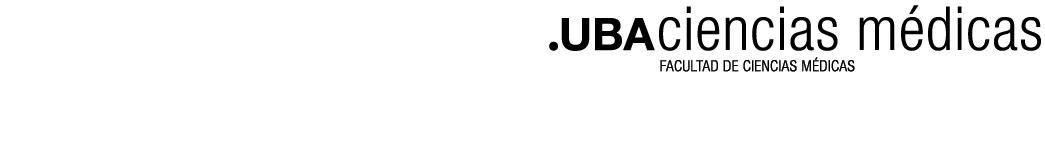 .UBAciencias médicas
FACULTAD DE CIENCIAS MÉDICAS